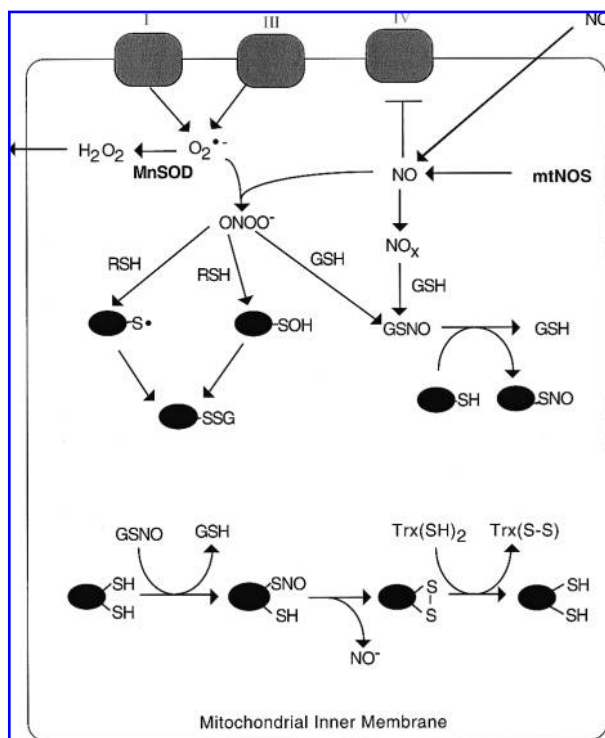 I III IV NO
H2O2 O2•-
MnSOD
NO mtNOS
ONOO-
NOx
RSH RSH GSH GSH
S• SOH GSNO GSH
SH SNO
SSG
GSNO GSH Trx(SH)2 Trx(S-S)
SH SNO S SH
SH SH S SH
NO-
Mitochondrial Inner Membrane